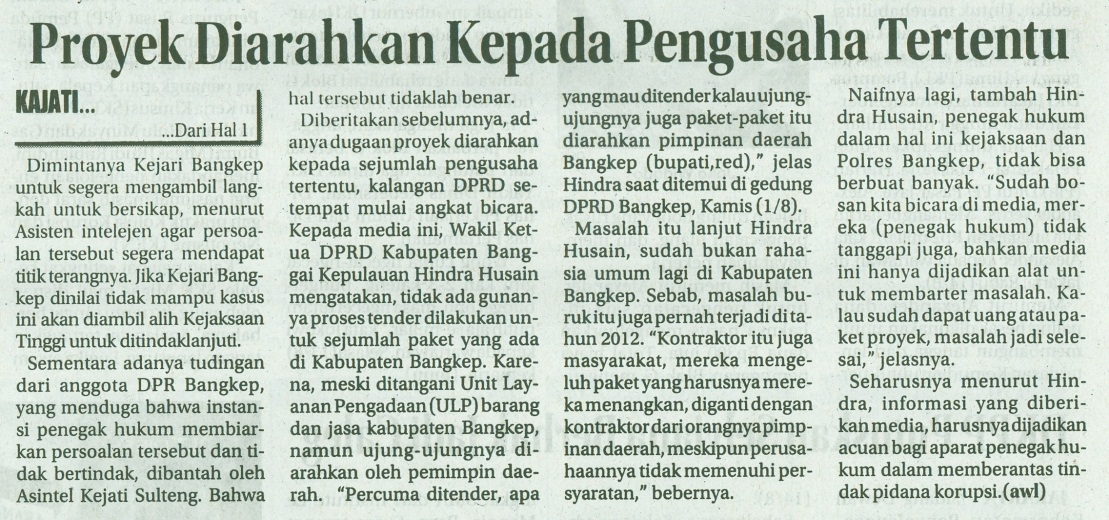 Proyek Diarahkan Kepada Pengusaha Tertentu
KAJATI...
...Dari Hal 1
Dimintanya Kejari Bangkep
untuk segera mengambil lang-
kah untuk bersikap, menurut
Asisten intelejen agar persoa-
lan tersebut segera mendapat
titik terangnya. Jika Kejari Bang-
kep dinilai tidak mampu kasus
ini akan diambil alih Kejaksaan
Tinggi untuk ditindaklanjuti.
Sementara adanya tudingan
dari anggota DPR Bangkep,
yang menduga bahwa instan-
si penegak hukum membiar-
kan persoalan tersebut dan ti-
dak bertindak, dibantah oleh
Asintel Kejati Sulteng. Bahwa
hal tersebut tidaklah benar.
Diberitakan sebelumnya, ad-
anya dugaan proyek diarahkan
kepada sejumlah pengusaha
tertentu, kalangan DPRD se-
tempat mulai angkat bicara.
Kepada media ini, Wakil Ket-
ua DPRD Kabupaten Bang-
gai Kepulauan Hindra Husain
mengatakan, tidak ada gunan-
ya proses tender dilakukan un-
tuk sejumlah paket yang ada
di Kabupaten Bangkep. Kare-
na, meski ditangani Unit Lay-
anan Pengadaan (ULP) barang
dan jasa kabupaten Bangkep,
namun ujung-ujungnya di-
arahkan oleh pemimpin dae-
rah. “Percuma ditender, apa
yang mau ditender kalau ujung-
ujungnya juga paket-paket itu
diarahkan pimpinan daerah
Bangkep (bupati,red),” jelas
Hindra saat ditemui di gedung
DPRD Bangkep, Kamis (1/8).
Masalah itu lanjut Hindra
Husain, sudah bukan raha-
sia umum lagi di Kabupaten
Bangkep. Sebab, masalah bu-
ruk itu juga pernah terjadi di ta-
hun 2012. “Kontraktor itu juga
masyarakat, mereka menge-
luh paket yang harusnya mere-
ka menangkan, diganti dengan
kontraktor dari orangnya pimp-
inan daerah, meskipun perusa-
haannya tidak memenuhi per-
syaratan,” bebernya.
Naifnya lagi, tambah Hin-
dra Husain, penegak hukum
dalam hal ini kejaksaan dan
Polres Bangkep, tidak bisa
berbuat banyak. “Sudah bo-
san kita bicara di media, mer-
eka (penegak hukum) tidak
tanggapi juga, bahkan media
ini hanya dijadikan alat un-
tuk membarter masalah. Ka-
lau sudah dapat uang atau pa-
ket proyek, masalah jadi sele-
sai,” jelasnya.
Seharusnya menurut Hin-
dra, informasi yang diberi-
kan media, harusnya dijadikan
acuan bagi aparat penegak hu-
kum dalam memberantas tin-
dak pidana korupsi.(awl)